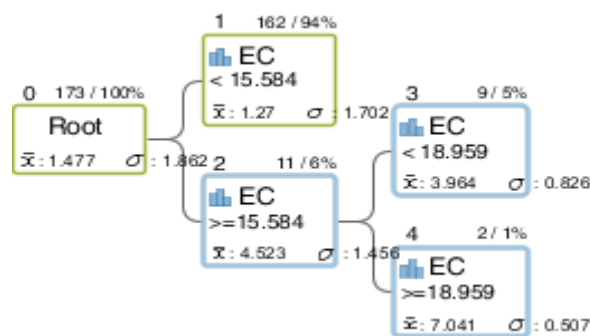 0 173 / 100%
Root
x̄ : 1.477 σ : 1.862
1 162 / 94%
EC
< 15.584
x̄ : 1.27 σ : 1.702
2 11 / 6%
EC
>=15.584
x̄ : 4.523 σ : 1.456
3 9 / 5%
EC
< 18.959
x̄ : 3.964 σ : 0.826
4 2 / 1%
EC
>=18.959
x̄ : 7.041 σ : 0.507